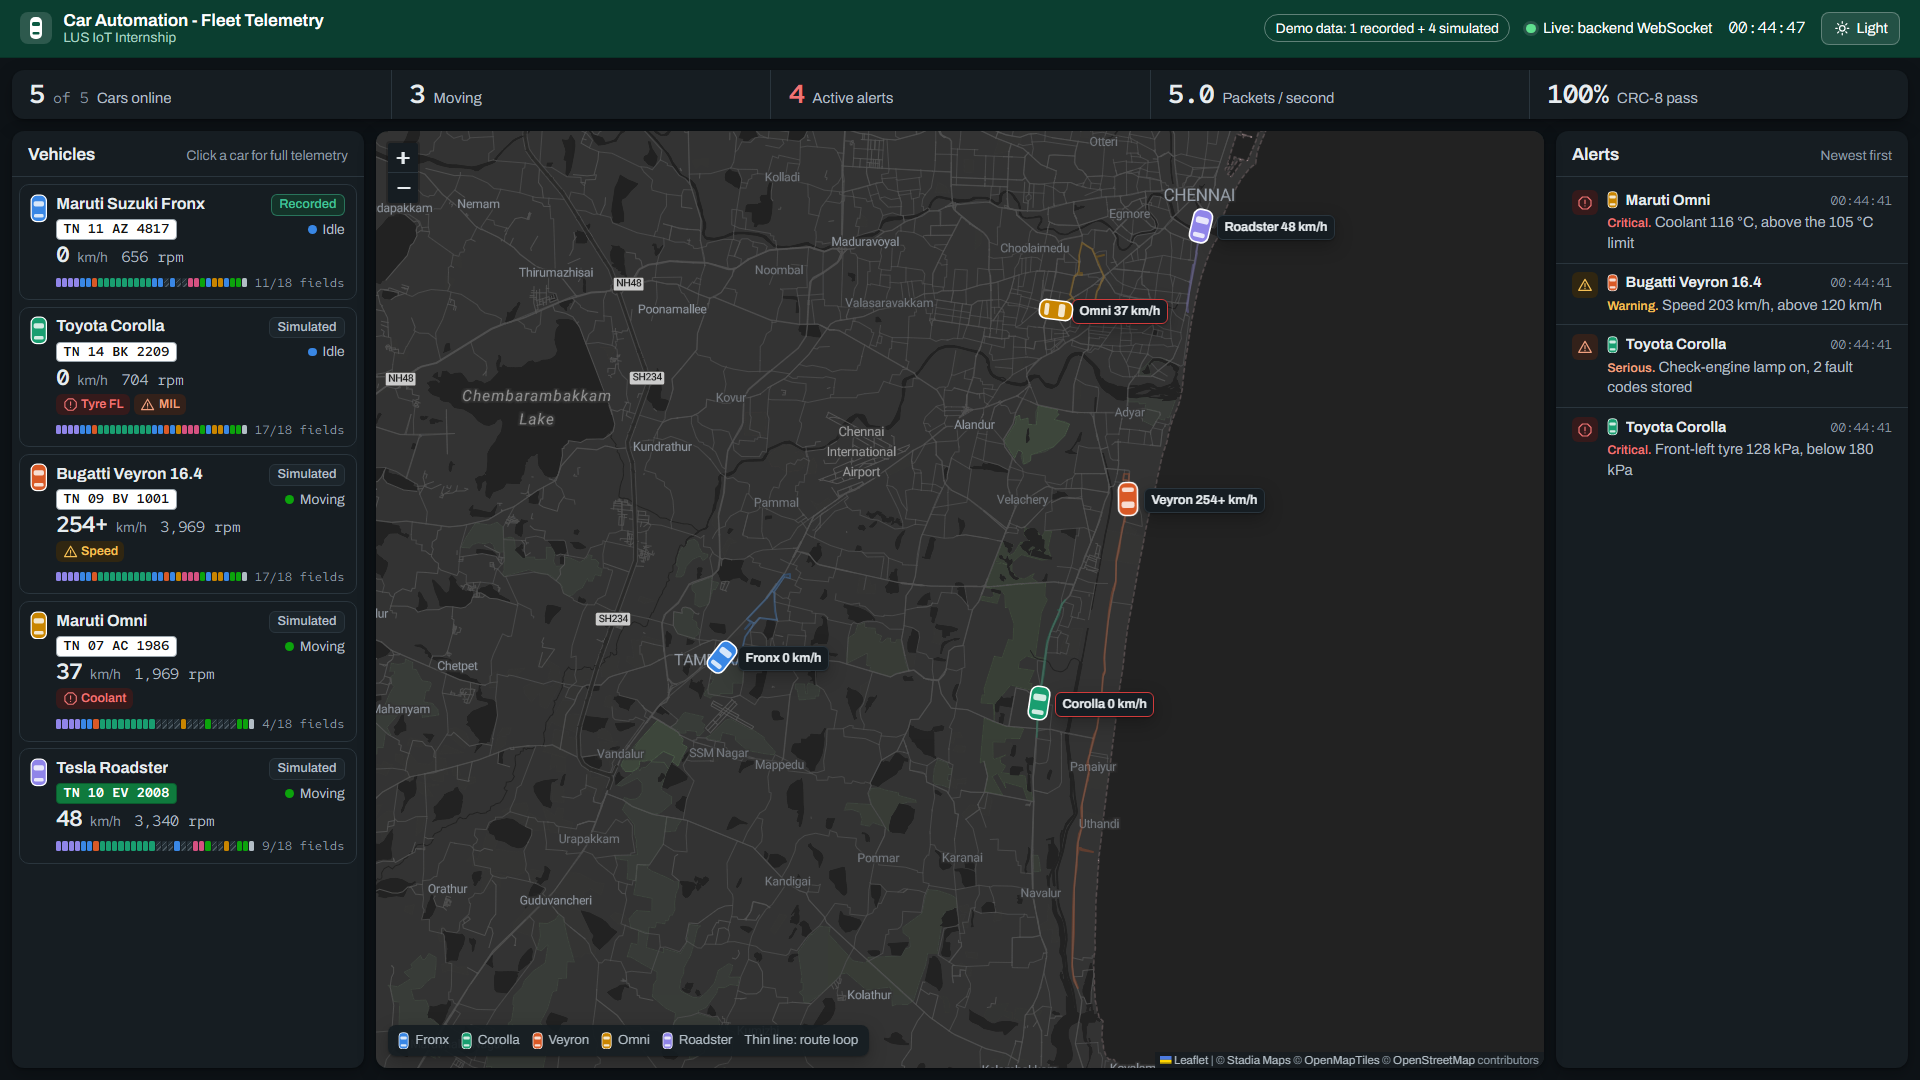 Car Automation - Fleet Telemetry
LUS IoT Internship
Demo data: 1 recorded + 4 simulated
Live: backend WebSocket
00:44:47
Light
5 of 5 Cars online
3 Moving
4 Active alerts
5.0 Packets / second
100% CRC-8 pass
Vehicles
Click a car for full telemetry
Maruti Suzuki Fronx
Recorded
TN 11 AZ 4817
Idle
0 km/h 656 rpm
11/18 fields
Toyota Corolla
Simulated
TN 14 BK 2209
Idle
0 km/h 704 rpm
Tyre FL
MIL
17/18 fields
Bugatti Veyron 16.4
Simulated
TN 09 BV 1001
Moving
254+ km/h 3,969 rpm
Speed
17/18 fields
Maruti Omni
Simulated
TN 07 AC 1986
Moving
37 km/h 1,969 rpm
Coolant
4/18 fields
Tesla Roadster
Simulated
TN 10 EV 2008
Moving
48 km/h 3,340 rpm
9/18 fields
+
−
Otteri
Kolladi
CHENNAI
dapakkam
Nemam
Egmore
Roadster 48 km/h
Maduravoyal
Choolaimedu
Thirumazhisai
Noombal
NH48
Poonamallee
Valasaravakkam
Omni 37 km/h
NH48
SH234
Chembarambakkam
Lake
Kovur
Adyar
Alandur
Chennai
International
Airport
Kundrathur
Pammal
Velachery
Veyron 254+ km/h
SH234
TAM
Fronx 0 km/h
Chetpet
Mahanyam
Corolla 0 km/h
Vandalur
SSM Nagar
Mappedu
Panaiyur
Uthandi
Urapakkam
Ponmar
Karanai
Kandigai
Navalur
Orathur
Guduvancheri
Kolathur
Fronx
Corolla
Veyron
Omni
Roadster
Thin line: route loop
Leaflet | © Stadia Maps © OpenMapTiles © OpenStreetMap contributors
Alerts
Newest first
Maruti Omni
00:44:41
Critical. Coolant 116 °C, above the 105 °C
limit
Bugatti Veyron 16.4
00:44:41
Warning. Speed 203 km/h, above 120 km/h
Toyota Corolla
00:44:41
Serious. Check-engine lamp on, 2 fault
codes stored
Toyota Corolla
00:44:41
Critical. Front-left tyre 128 kPa, below 180
kPa